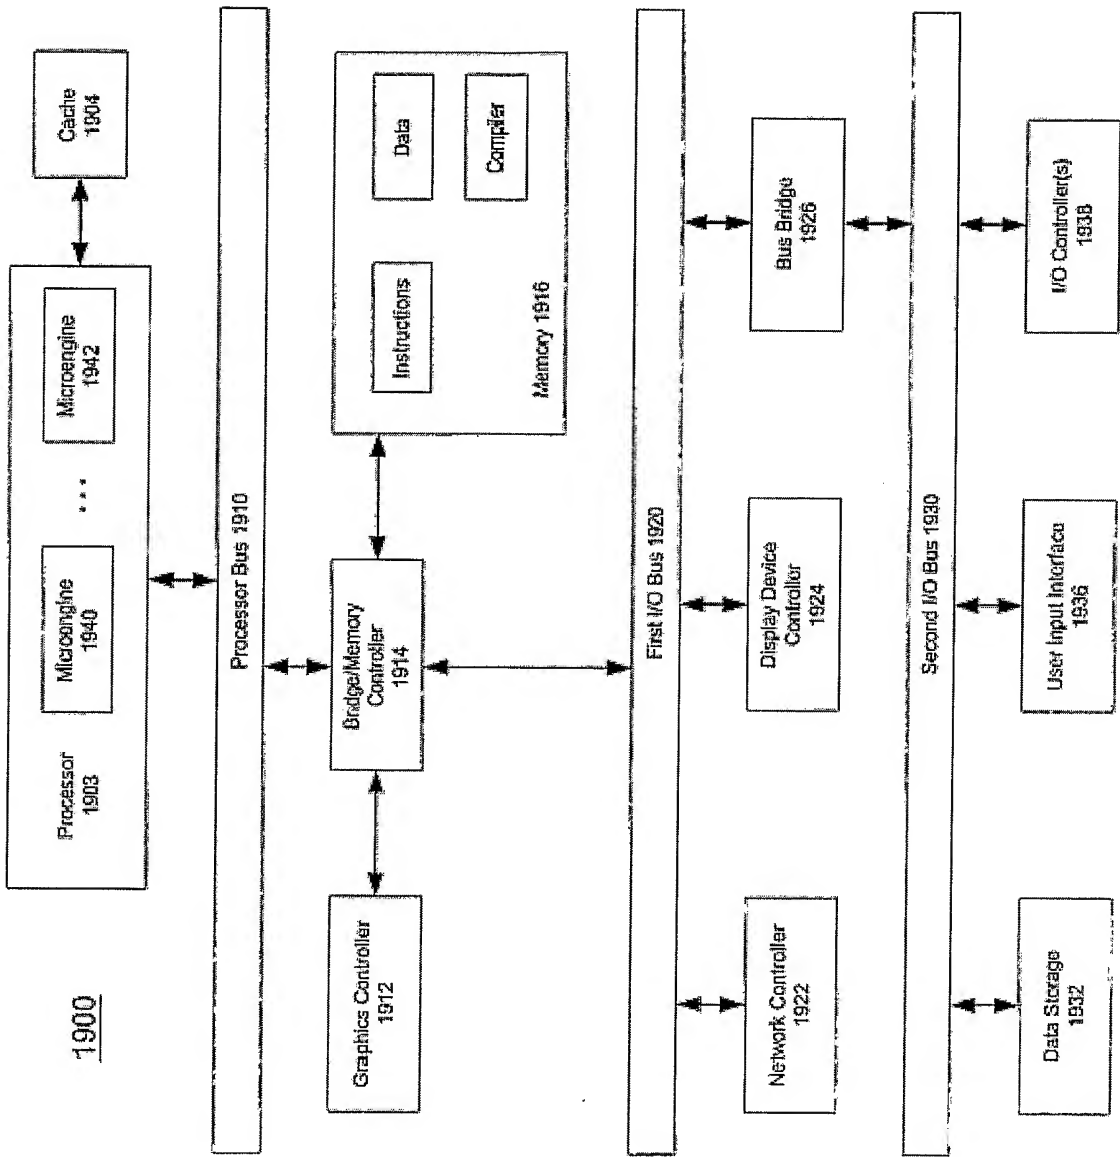 1900
Processor
1903
Microengine
1940
• • •
Microengine
1942
Cache
1904
Processor Bus 1910
Graphics Controller
1912
Bridge/Memory
Controller
1914
Instructions
Data
Compiler
Memory 1916
First I/O Bus 1920
Network Controller
1922
Display Device
Controller
1924
Bus Bridge
1926
Second I/O Bus 1930
Data Storage
1932
User Input Interface
1936
I/O Controller(s)
1938